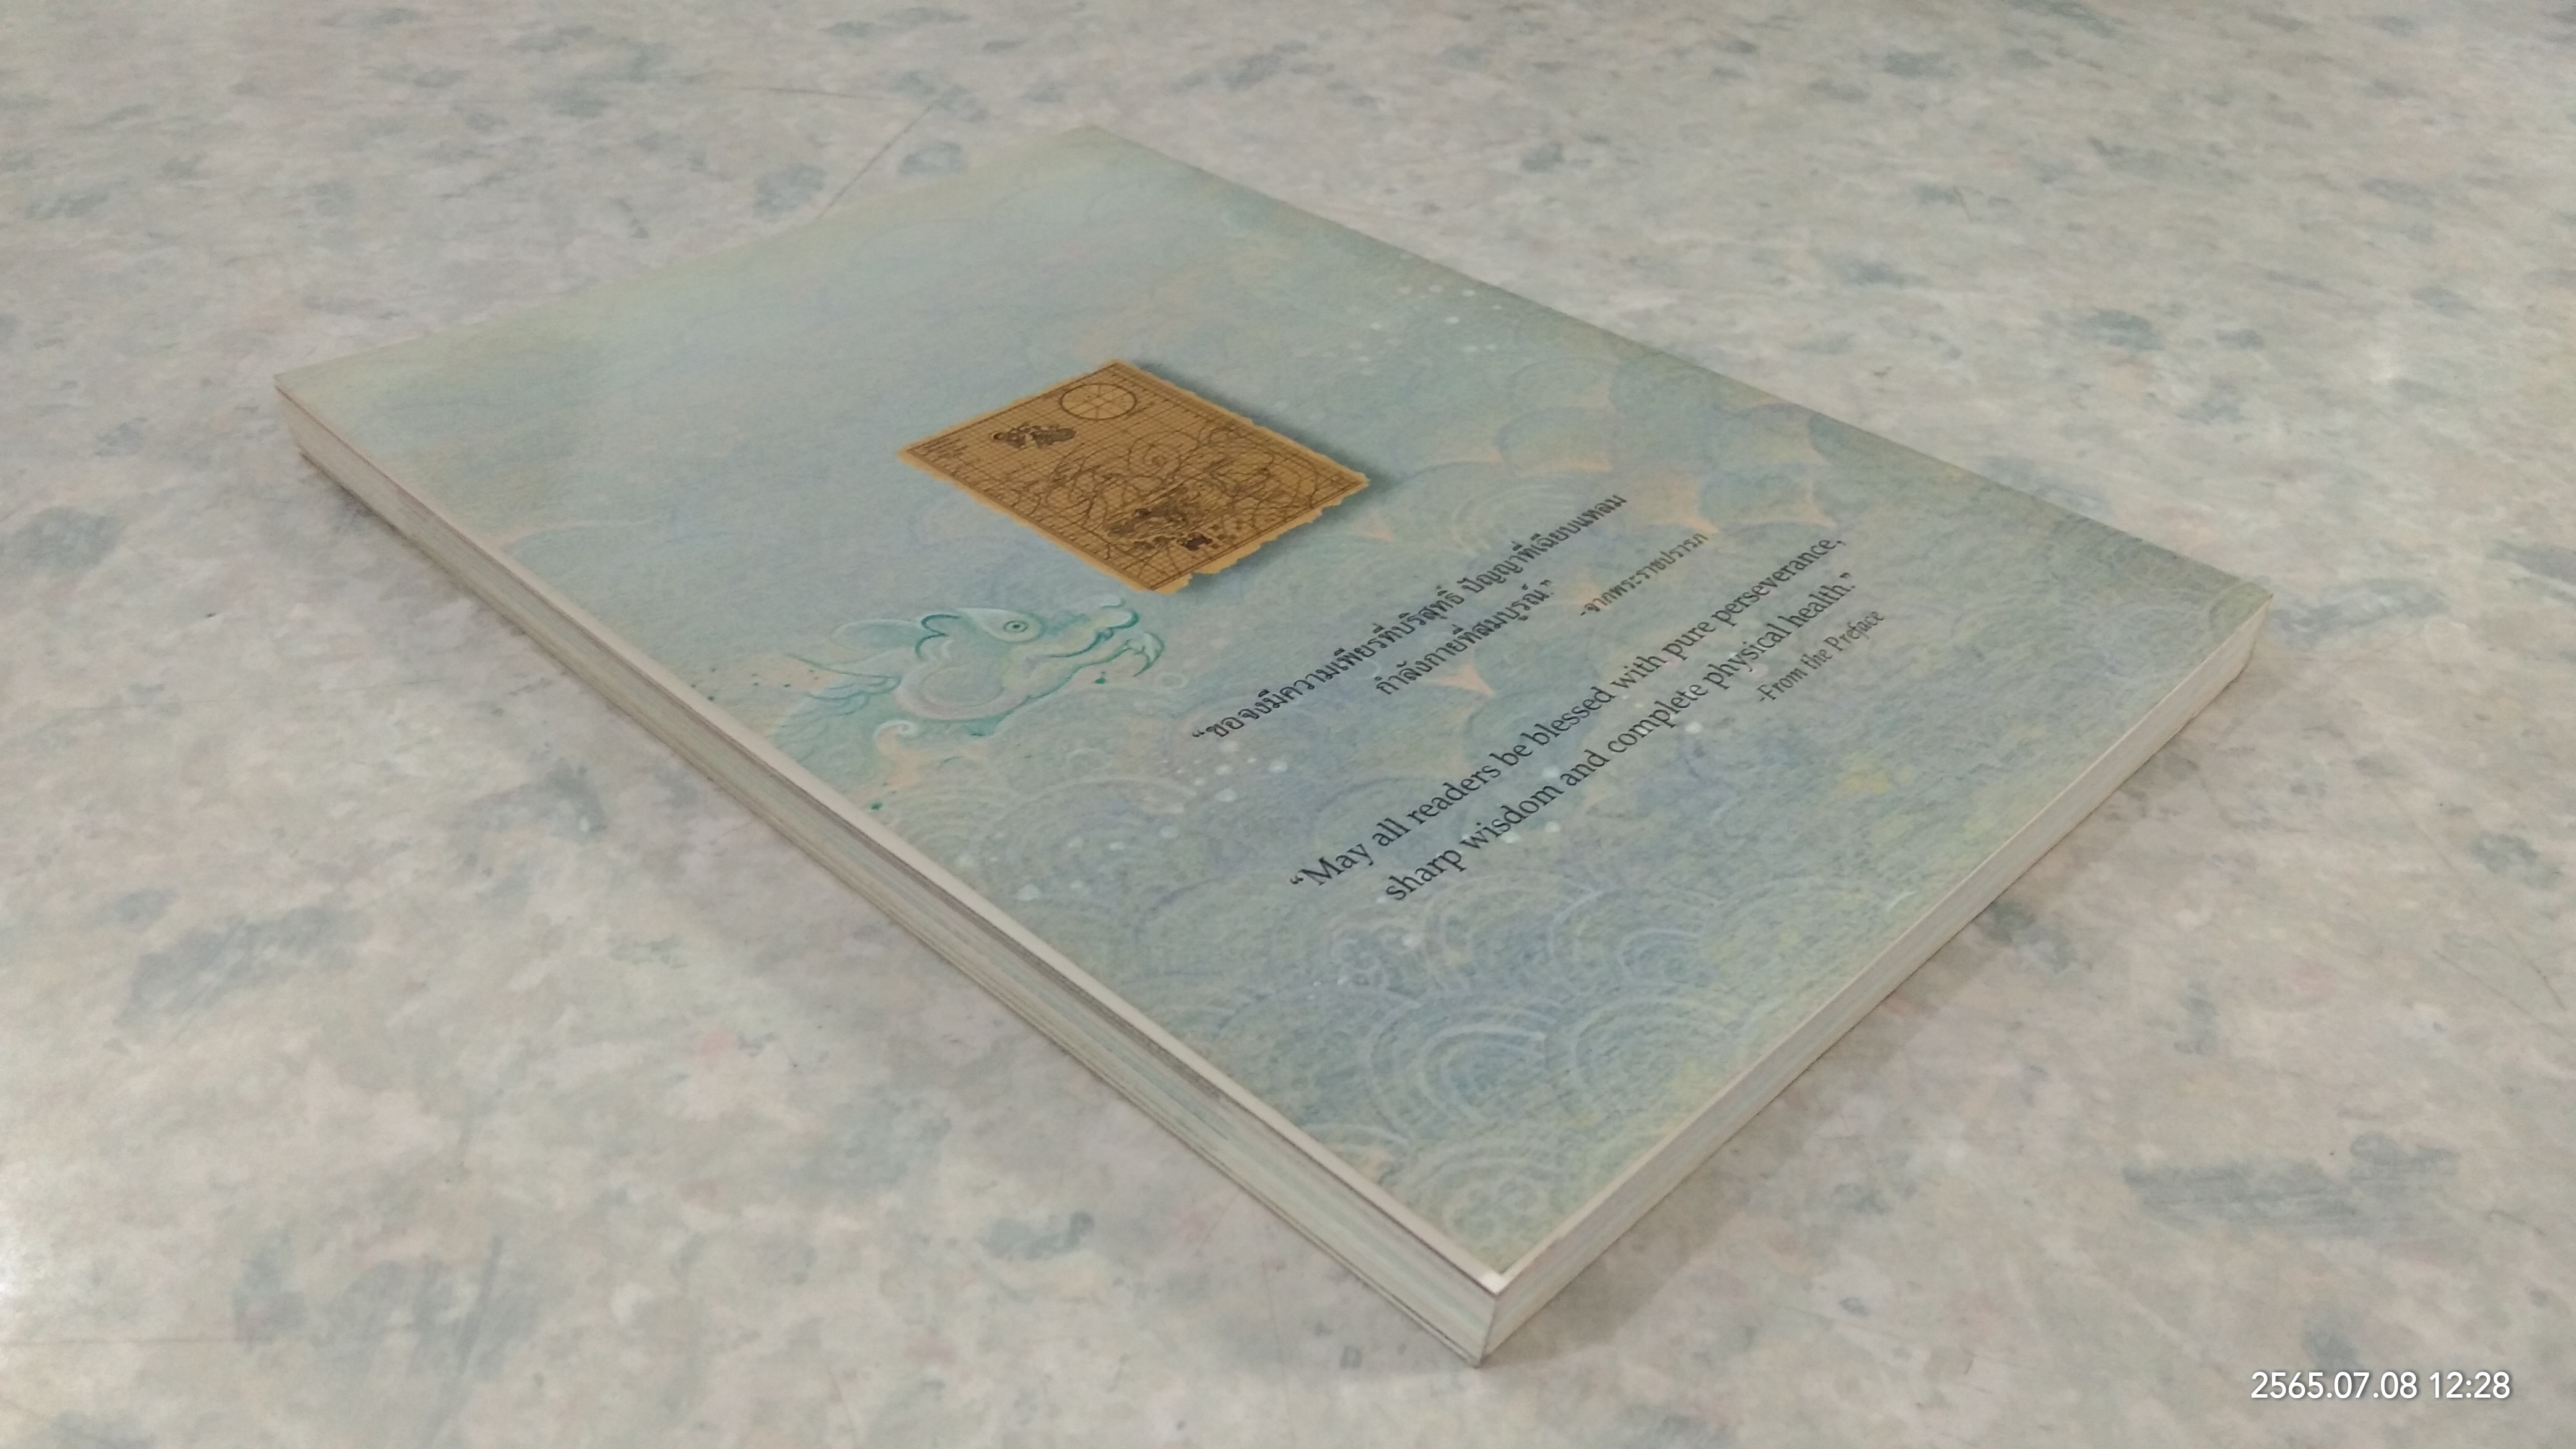 “ขอจงมีความเพียรที่บริสุทธิ์ ปัญญาที่เฉียบแหลม
กำลังกายที่สมบูรณ์”
-จากพระราชปรารภ
“May all readers be blessed with pure perseverance,
sharp wisdom and complete physical health.”
-From the Preface
2565.07.08 12:28